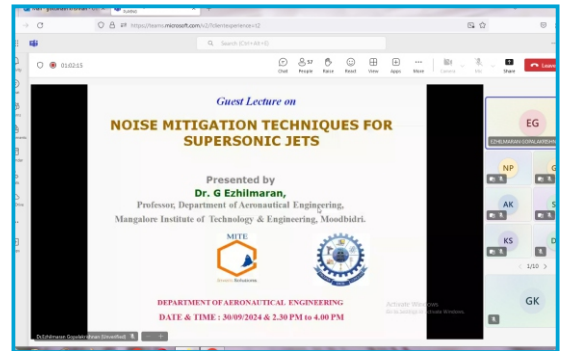 https://teams.microsoft.com/v2/?clientexperience=t2
Search (Ctrl+Alt+E)
01:02:15
57
Chat People Raise React View Apps More Camera Mic Share Leave
Guest Lecture on
NOISE MITIGATION TECHNIQUES FOR
SUPERSONIC JETS
Presented by
Dr. G Ezhilmaran,
Professor, Department of Aeronautical Engineering,
Mangalore Institute of Technology & Engineering, Moodbidri.
MITE
DEPARTMENT OF AERONAUTICAL ENGINEERING
DATE & TIME : 30/09/2024 & 2.30 PM to 4.00 PM
Activate Windows
EG
NP
AK
KS
1/10
GK